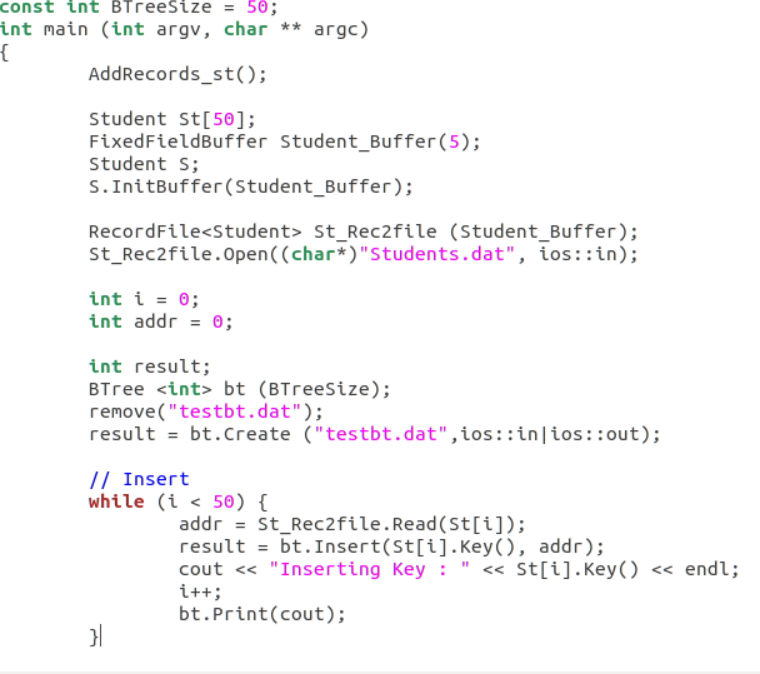 const int BTreeSize = 50;
int main (int argv, char ** argc)
{
        AddRecords_st();

        Student St[50];
        FixedFieldBuffer Student_Buffer(5);
        Student S;
        S.InitBuffer(Student_Buffer);

        RecordFile<Student> St_Rec2file (Student_Buffer);
        St_Rec2file.Open((char*)"Students.dat", ios::in);

        int i = 0;
        int addr = 0;

        int result;
        BTree <int> bt (BTreeSize);
        remove("testbt.dat");
        result = bt.Create ("testbt.dat",ios::in|ios::out);

        // Insert
        while (i < 50) {
                addr = St_Rec2file.Read(St[i]);
                result = bt.Insert(St[i].Key(), addr);
                cout << "Inserting Key : " << St[i].Key() << endl;
                i++;
                bt.Print(cout);
        }